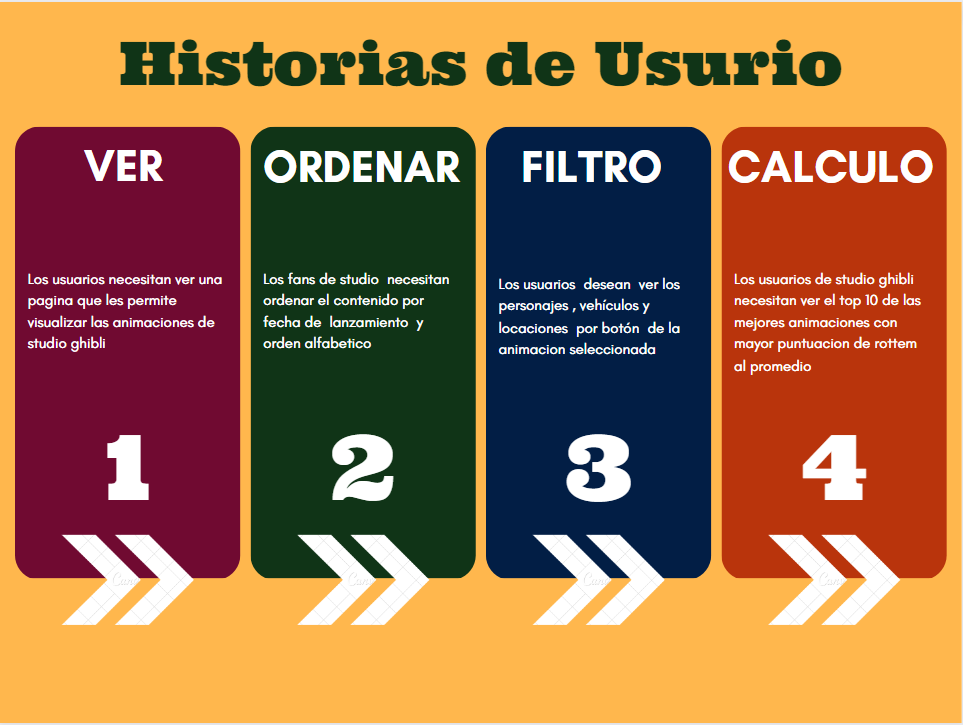 Historias de Usurio
VER
Los usuarios necesitan ver una
pagina que les permite
visualizar las animaciones de
studio ghibli
1
ORDENAR
Los fans de studio necesitan
ordenar el contenido por
fecha de lanzamiento y
orden alfabetico
2
FILTRO
Los usuarios desean ver los
personajes , vehículos y
locaciones por botón de la
animacion seleccionada
3
CALCULO
Los usuarios de studio ghibli
necesitan ver el top 10 de las
mejores animaciones con
mayor puntuacion de rottem
al promedio
4